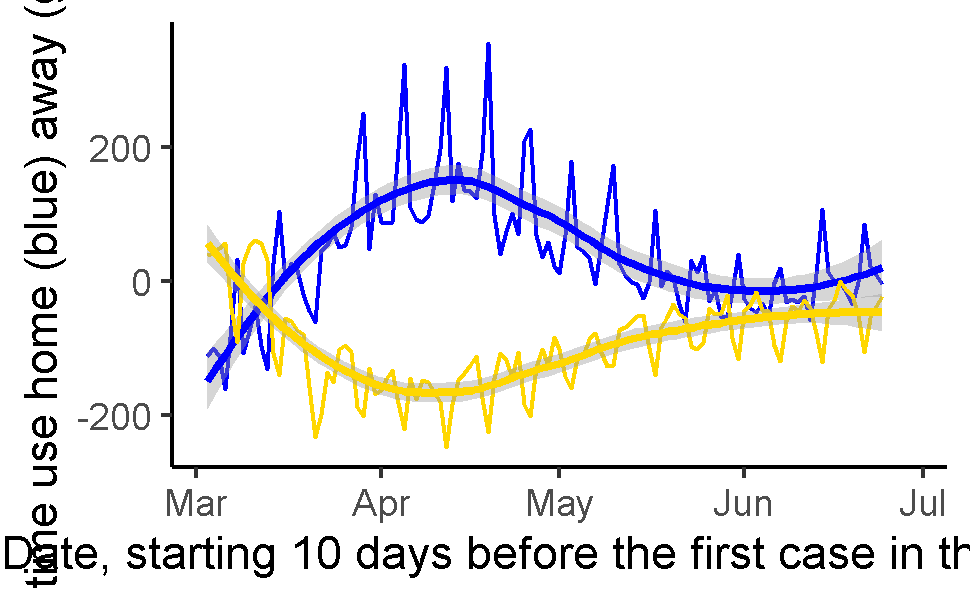 time use home (blue) away (
200
0
-200
Mar Apr May Jun Jul
Date, starting 10 days before the first case in th